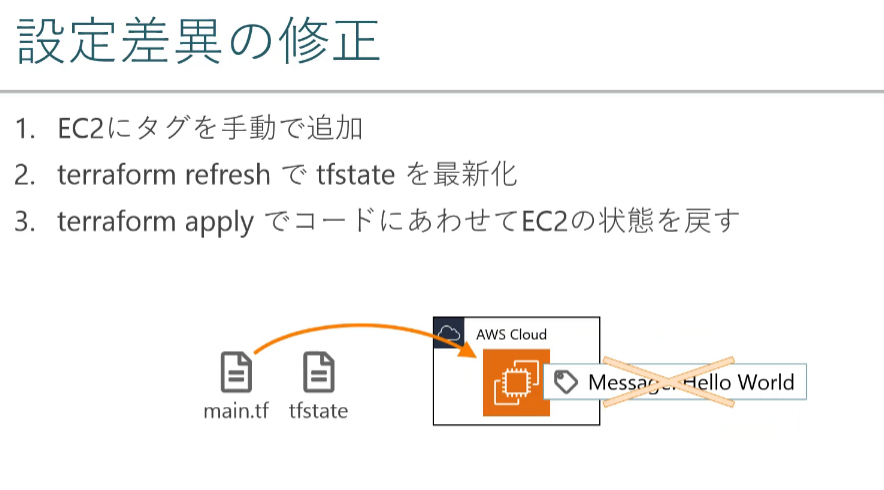 設定差異の修正
1. EC2にタグを手動で追加
2. terraform refresh で tfstate を最新化
3. terraform apply でコードにあわせてEC2の状態を戻す
AWS Cloud
Message: Hello World
main.tf
tfstate